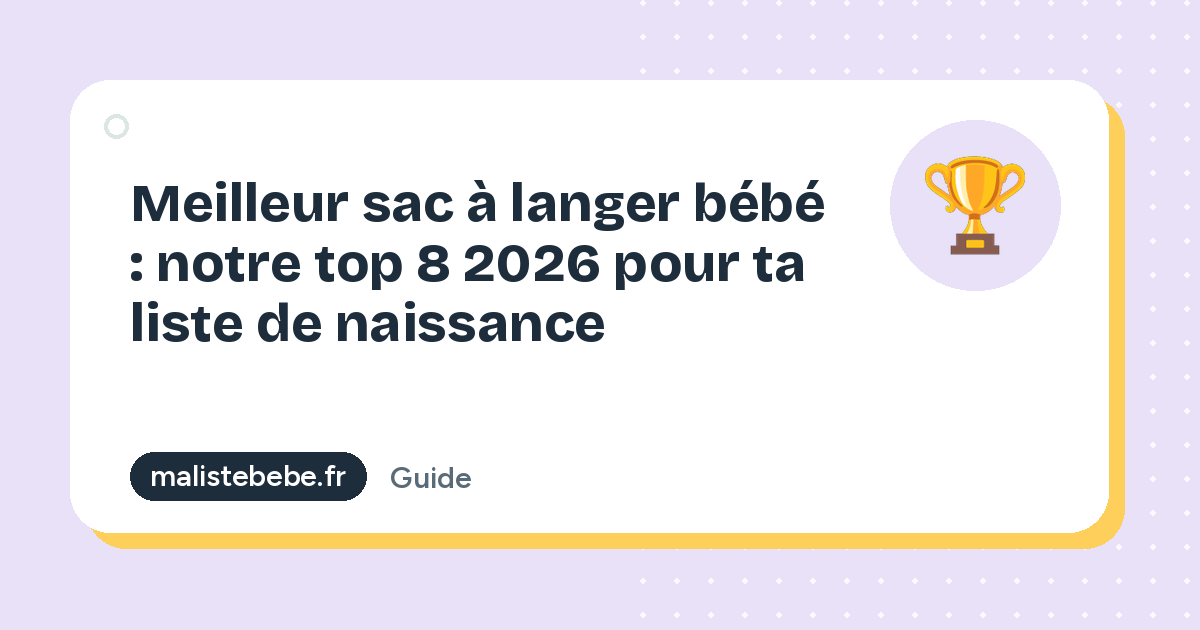 Meilleur sac à langer bébé
: notre top 8 2026 pour ta
liste de naissance
malistebebe.fr
Guide